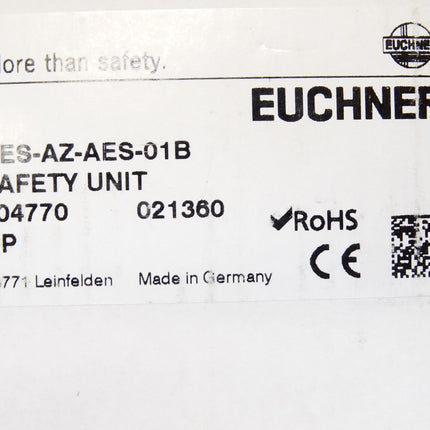 EUCHNER
More than safety.
EUCHNER
ES-AZ-AES-01B
AFETY UNIT
04770 021360
RoHS
P
CE
771 Leinfelden Made in Germany